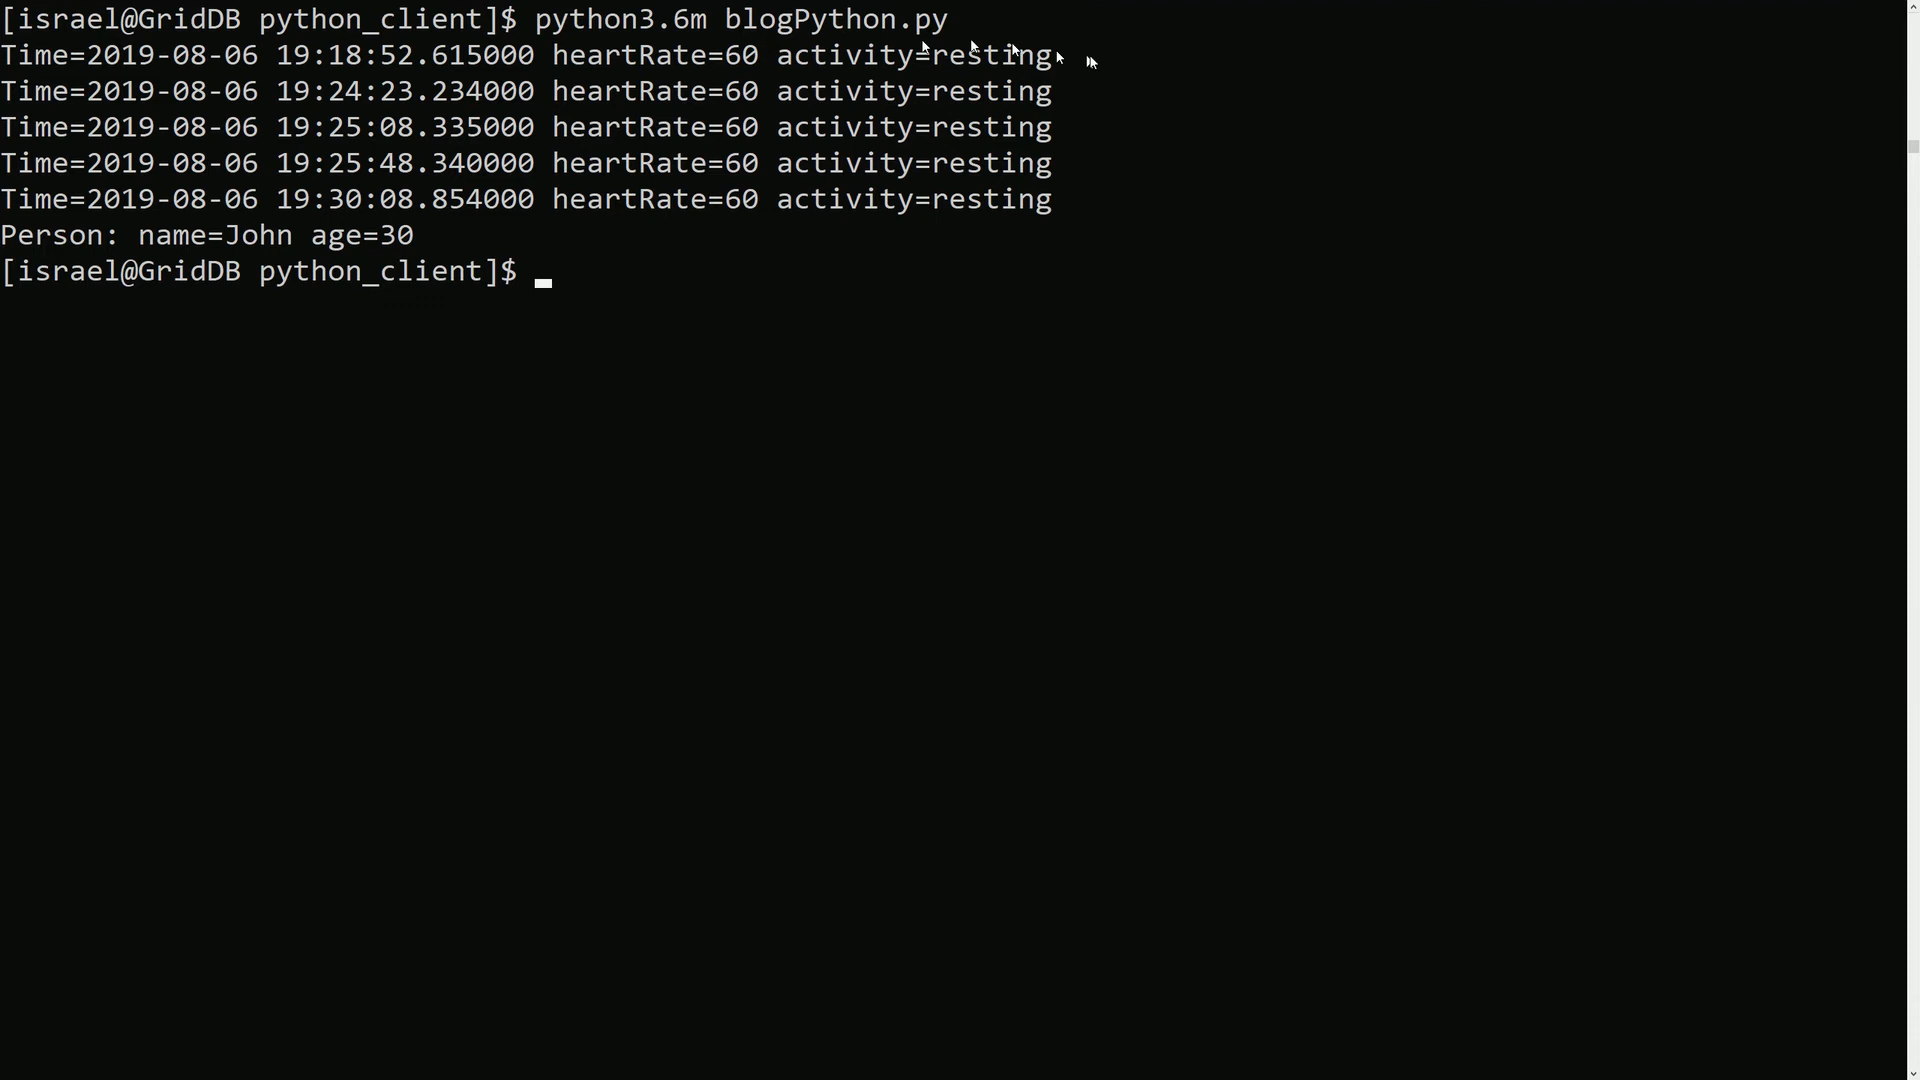 [israel@GridDB python_client]$ python3.6m blogPython.py
Time=2019-08-06 19:18:52.615000 heartRate=60 activity=resting
Time=2019-08-06 19:24:23.234000 heartRate=60 activity=resting
Time=2019-08-06 19:25:08.335000 heartRate=60 activity=resting
Time=2019-08-06 19:25:48.340000 heartRate=60 activity=resting
Time=2019-08-06 19:30:08.854000 heartRate=60 activity=resting
Person: name=John age=30
[israel@GridDB python_client]$